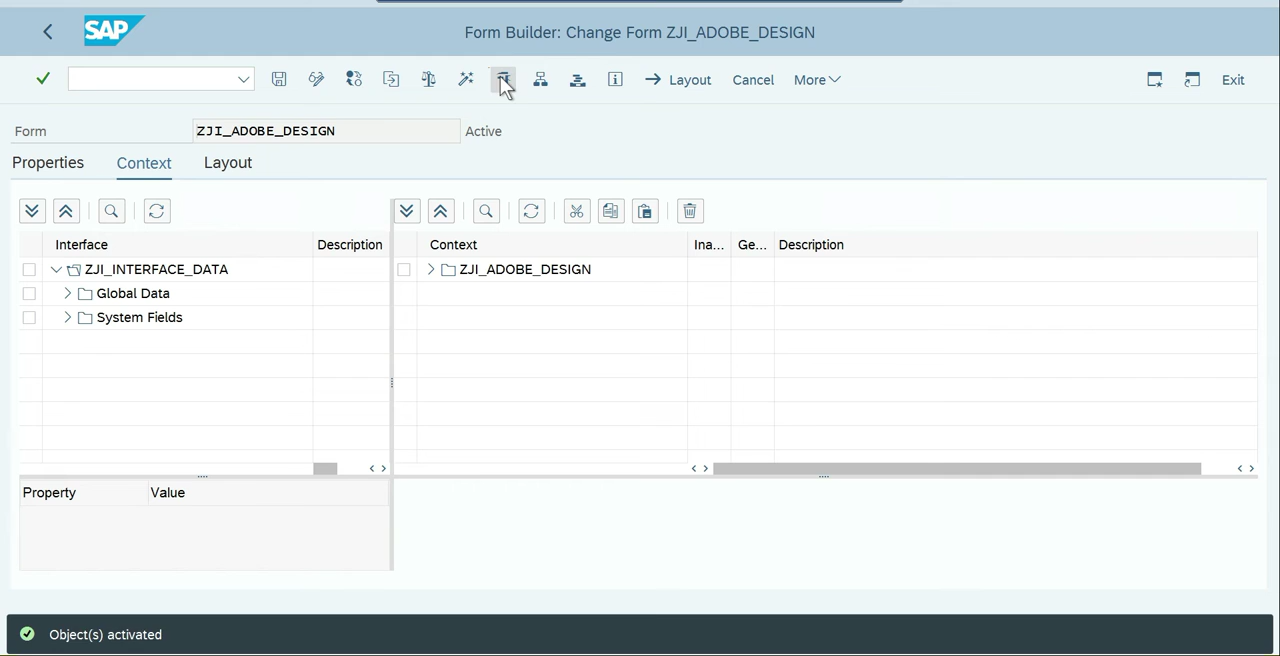 SAP
Form Builder: Change Form ZJI_ADOBE_DESIGN
Layout Cancel More Exit
Form ZJI_ADOBE_DESIGN Active
Properties Context Layout
Interface Description Context Ina... Ge... Description
ZJI_INTERFACE_DATA ZJI_ADOBE_DESIGN
Global Data
System Fields
Property Value
Object(s) activated